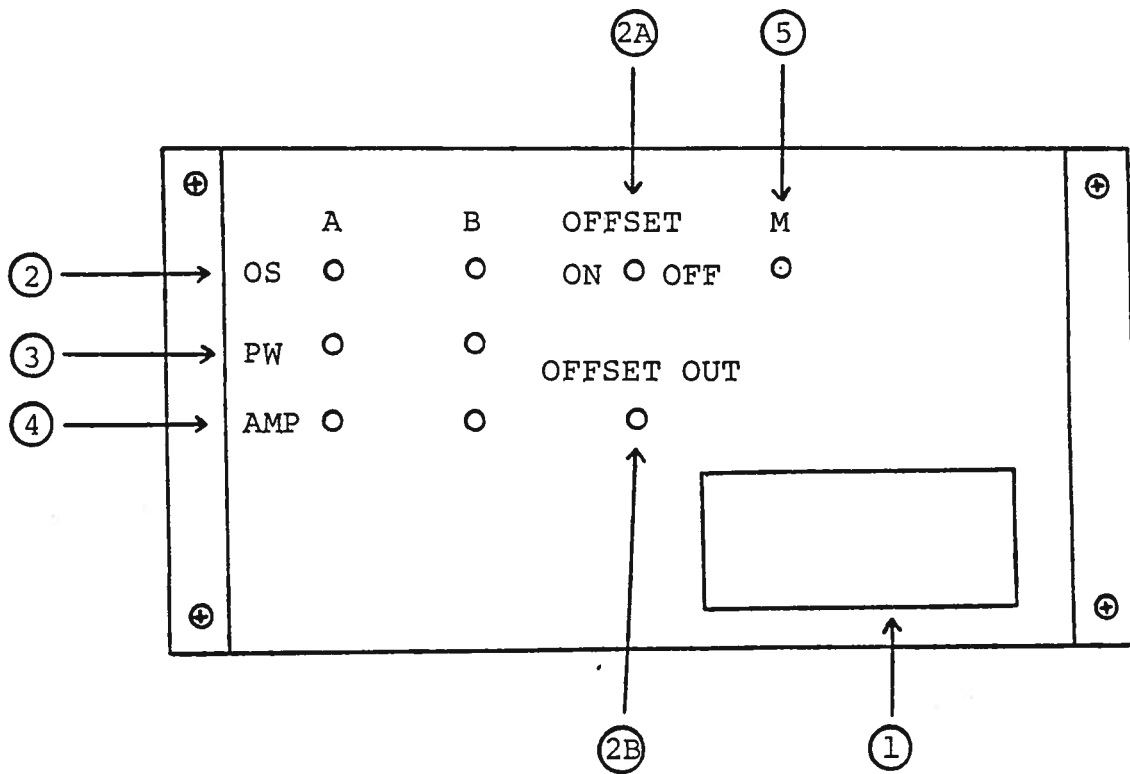 2A 5
A B OFFSET M
2 OS ON OFF
3 PW
OFFSET OUT
4 AMP
2B 1